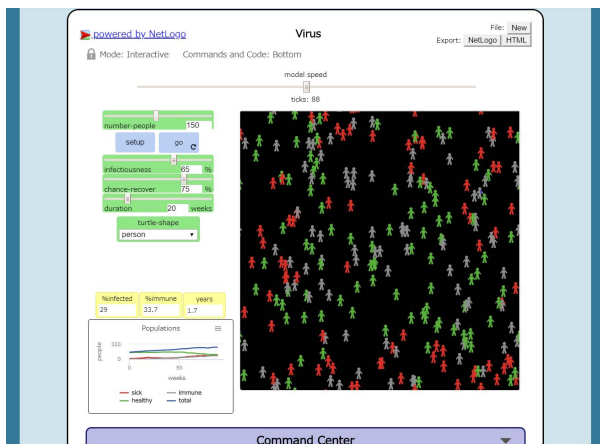 powered by NetLogo
Virus
File: New
Export: NetLogo HTML
Mode: Interactive Commands and Code: Bottom
model speed
ticks: 88
number-people 150
setup go
infectiousness 65 %
chance-recover 75 %
duration 20 weeks
turtle-shape
person
%infected %immune years
29 33.7 1.7
Populations
people
330
0
0 50
weeks
sick immune
healthy total
Command Center